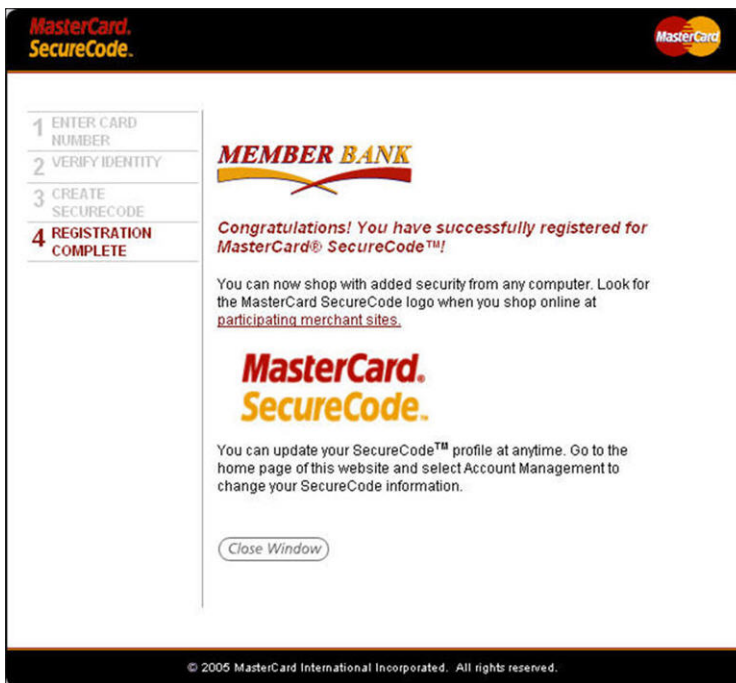 MasterCard.
SecureCode™
MasterCard
1 ENTER CARD
NUMBER
2 VERIFY IDENTITY
3 CREATE
SECURECODE
4 REGISTRATION
COMPLETE
MEMBER BANK
Congratulations! You have successfully registered for
MasterCard® SecureCode™!
You can now shop with added security from any computer. Look for
the MasterCard SecureCode logo when you shop online at
participating merchant sites.
MasterCard®
SecureCode™
You can update your SecureCode™ profile at anytime. Go to the
home page of this website and select Account Management to
change your SecureCode information.
Close Window
© 2005 MasterCard International Incorporated. All rights reserved.